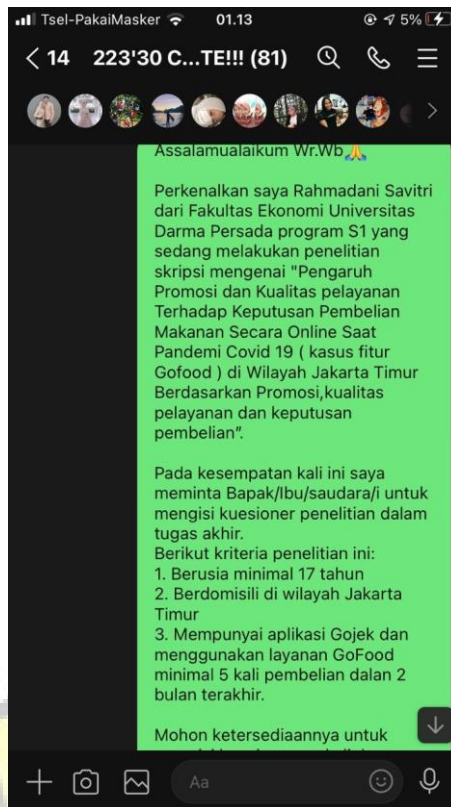 Tsel-PakaiMasker 01.13 5%
14 223'30 C...TE!!! (81)
Assalamualaikum Wr.Wb🙏
Perkenalkan saya Rahmadani Savitri
dari Fakultas Ekonomi Universitas
Darma Persada program S1 yang
sedang melakukan penelitian
skripsi mengenai "Pengaruh
Promosi dan Kualitas pelayanan
Terhadap Keputusan Pembelian
Makanan Secara Online Saat
Pandemi Covid 19 ( kasus fitur
Gofood ) di Wilayah Jakarta Timur
Berdasarkan Promosi,kualitas
pelayanan dan keputusan
pembelian”.
Pada kesempatan kali ini saya
meminta Bapak/Ibu/saudara/i untuk
mengisi kuesioner penelitian dalam
tugas akhir.
Berikut kriteria penelitian ini:
1. Berusia minimal 17 tahun
2. Berdomisili di wilayah Jakarta
Timur
3. Mempunyai aplikasi Gojek dan
menggunakan layanan GoFood
minimal 5 kali pembelian dalan 2
bulan terakhir.
Mohon ketersediaannya untuk
Aa